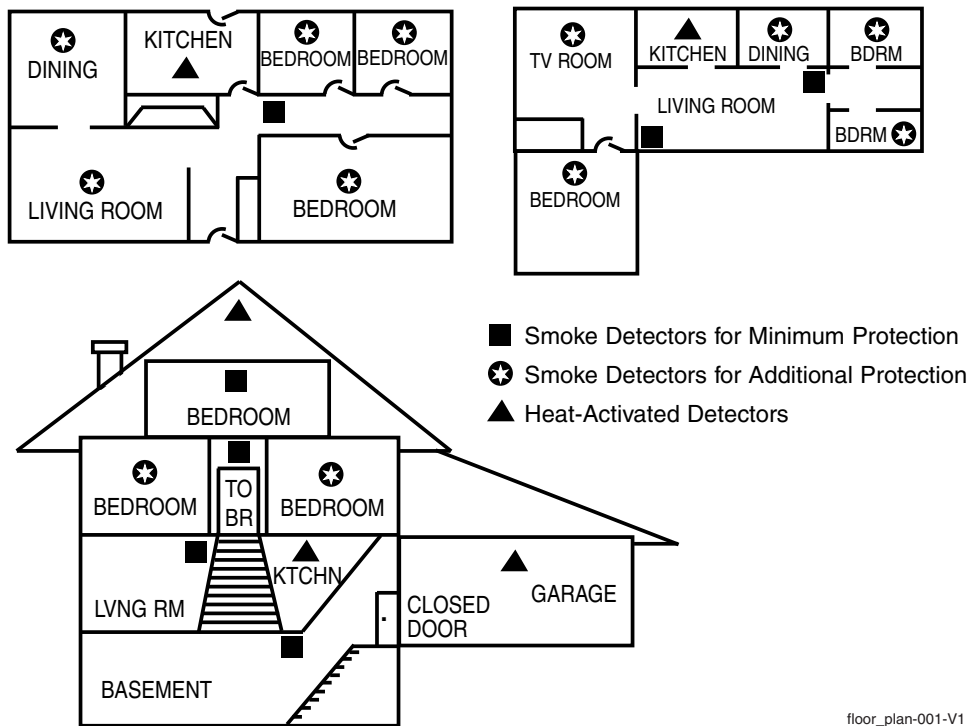 DINING
KITCHEN
BEDROOM
BEDROOM
LIVING ROOM
BEDROOM
TV ROOM
KITCHEN
DINING
BDRM
LIVING ROOM
BDRM
BEDROOM
Smoke Detectors for Minimum Protection
Smoke Detectors for Additional Protection
Heat-Activated Detectors
BEDROOM
BEDROOM
TO
BR
BEDROOM
LVNG RM
KTCHN
CLOSED
DOOR
GARAGE
BASEMENT
floor_plan-001-V1